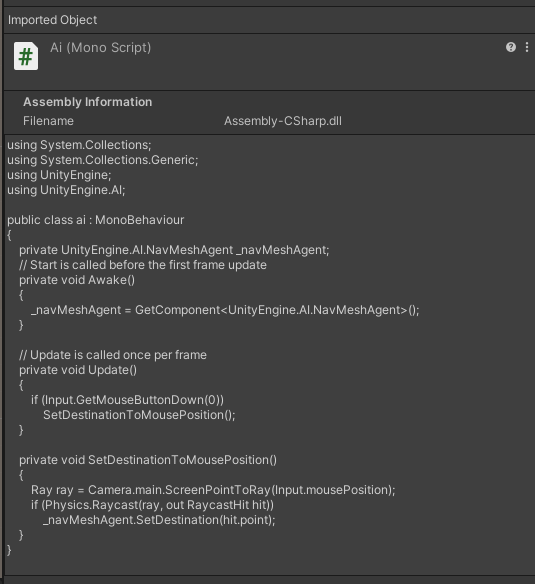 Imported Object
# Ai (Mono Script)
Assembly Information
Filename Assembly-CSharp.dll
using System.Collections;
using System.Collections.Generic;
using UnityEngine;
using UnityEngine.AI;

public class ai : MonoBehaviour
{
    private UnityEngine.AI.NavMeshAgent _navMeshAgent;
    // Start is called before the first frame update
    private void Awake()
    {
        _navMeshAgent = GetComponent<UnityEngine.AI.NavMeshAgent>();
    }

    // Update is called once per frame
    private void Update()
    {
        if (Input.GetMouseButtonDown(0))
            SetDestinationToMousePosition();
    }

    private void SetDestinationToMousePosition()
    {
        Ray ray = Camera.main.ScreenPointToRay(Input.mousePosition);
        if (Physics.Raycast(ray, out RaycastHit hit))
            _navMeshAgent.SetDestination(hit.point);
    }
}